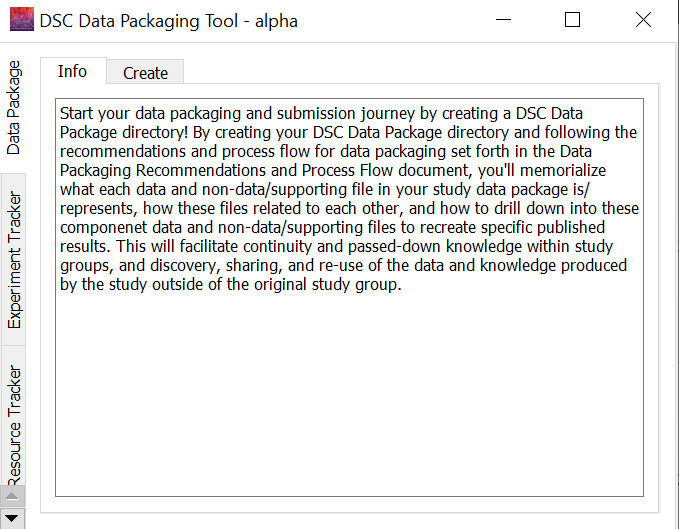 DSC Data Packaging Tool - alpha
Data Package
Experiment Tracker
Resource Tracker
Info
Create
Start your data packaging and submission journey by creating a DSC Data
Package directory! By creating your DSC Data Package directory and following the
recommendations and process flow for data packaging set forth in the Data
Packaging Recommendations and Process Flow document, you'll memorialize
what each data and non-data/supporting file in your study data package is/
represents, how these files related to each other, and how to drill down into these
componenet data and non-data/supporting files to recreate specific published
results. This will facilitate continuity and passed-down knowledge within study
groups, and discovery, sharing, and re-use of the data and knowledge produced
by the study outside of the original study group.